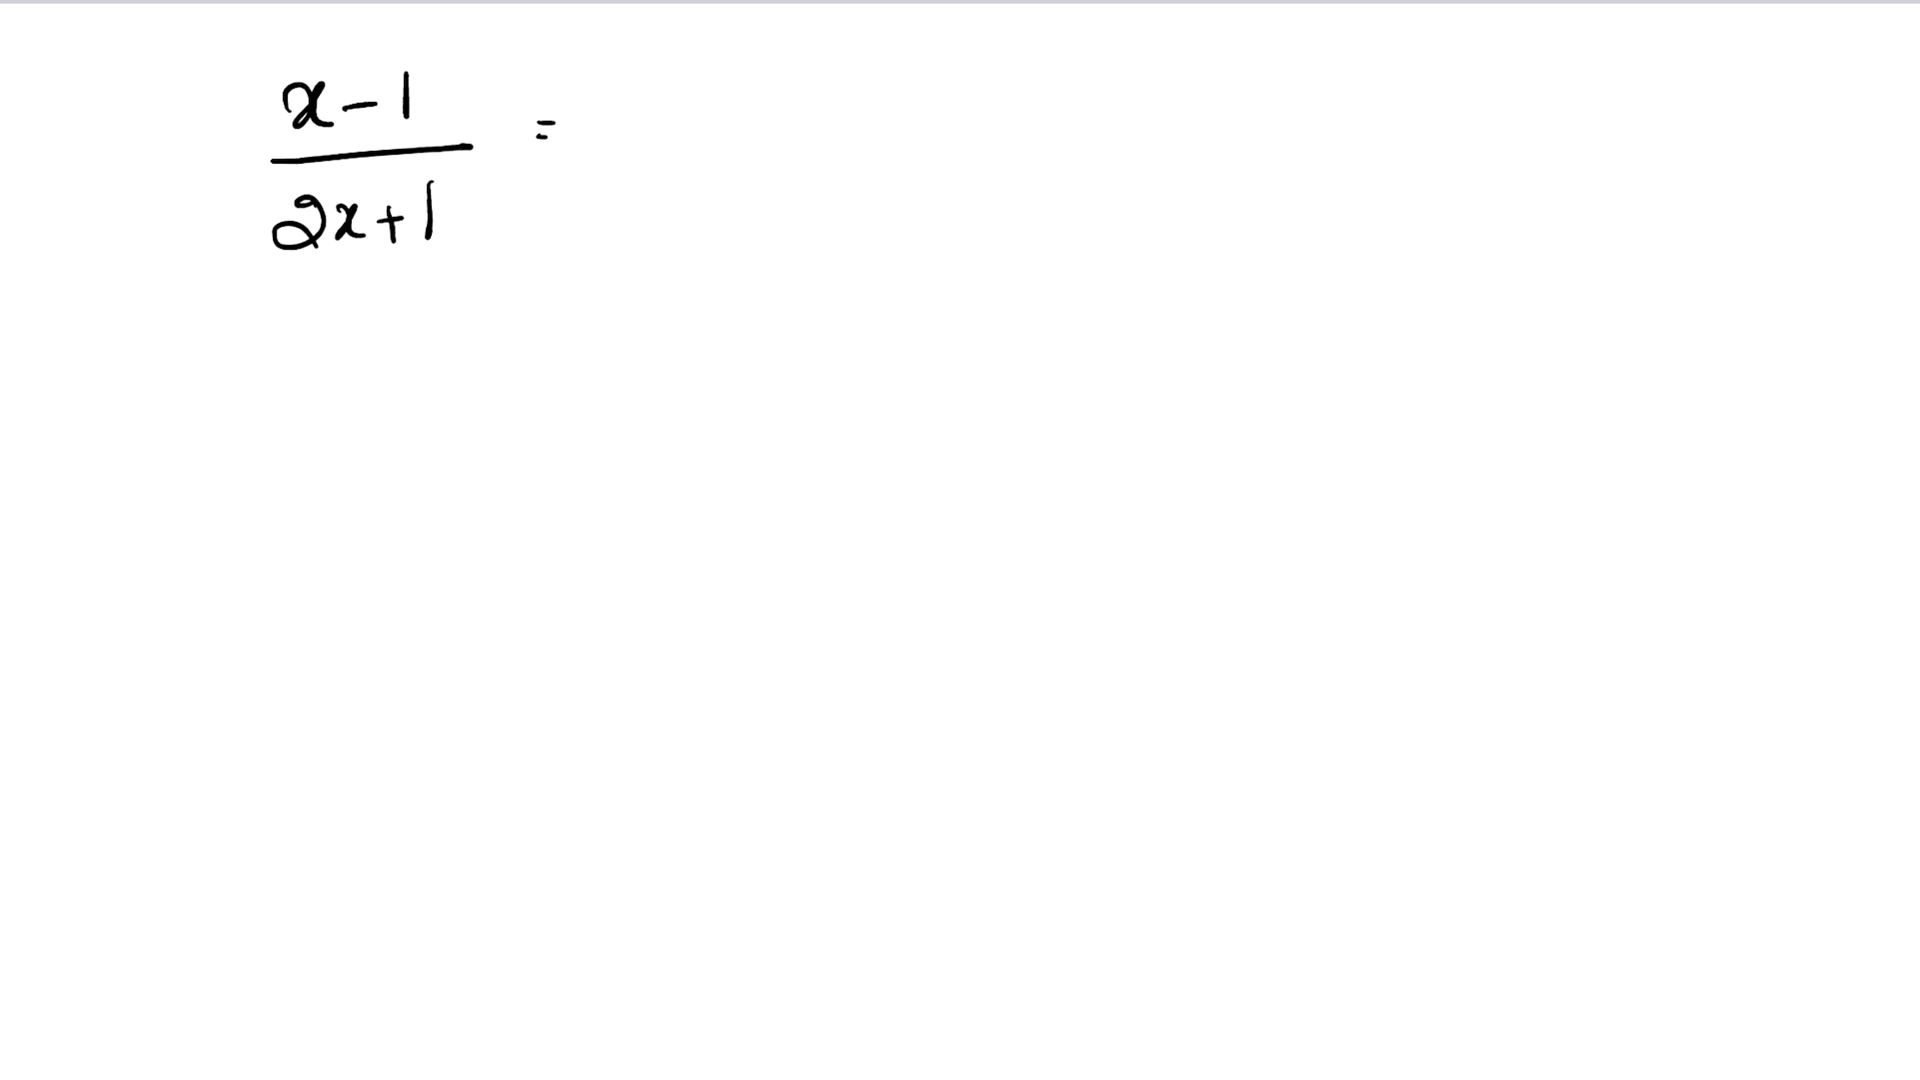 x-1 =
2x+1